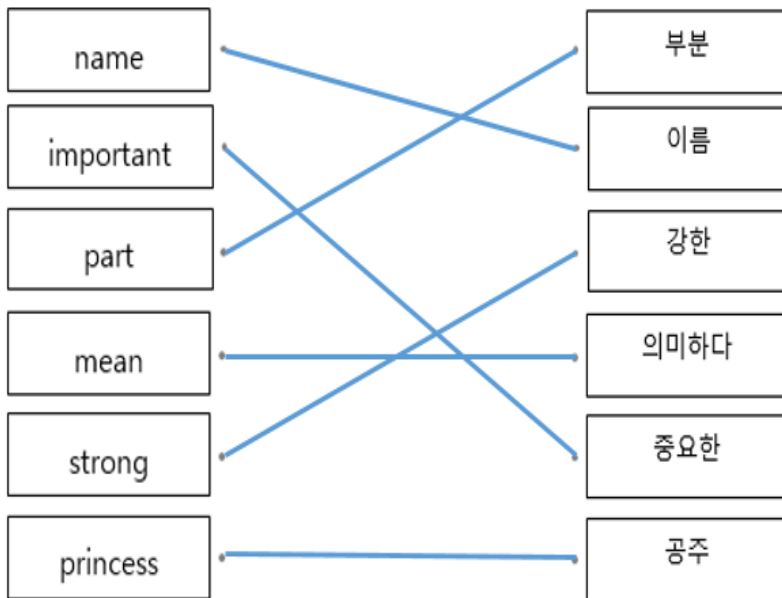 name
부분
important
이름
part
강한
mean
의미하다
strong
중요한
princess
공주